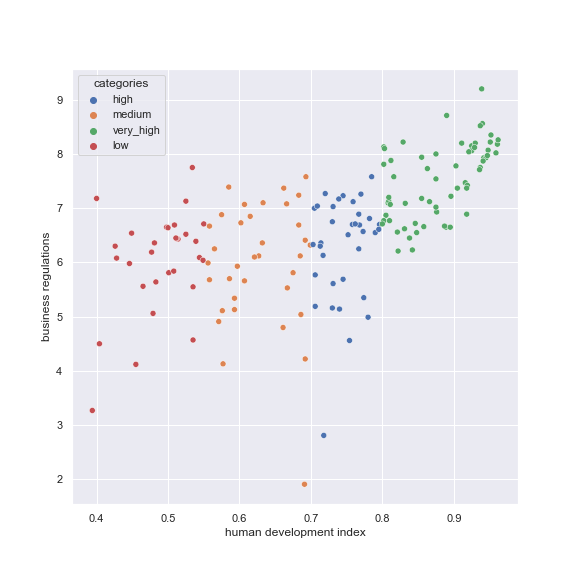 categories
high
medium
very_high
low
9
8
7
6
5
4
3
2
business regulations
0.4 0.5 0.6 0.7 0.8 0.9
human development index